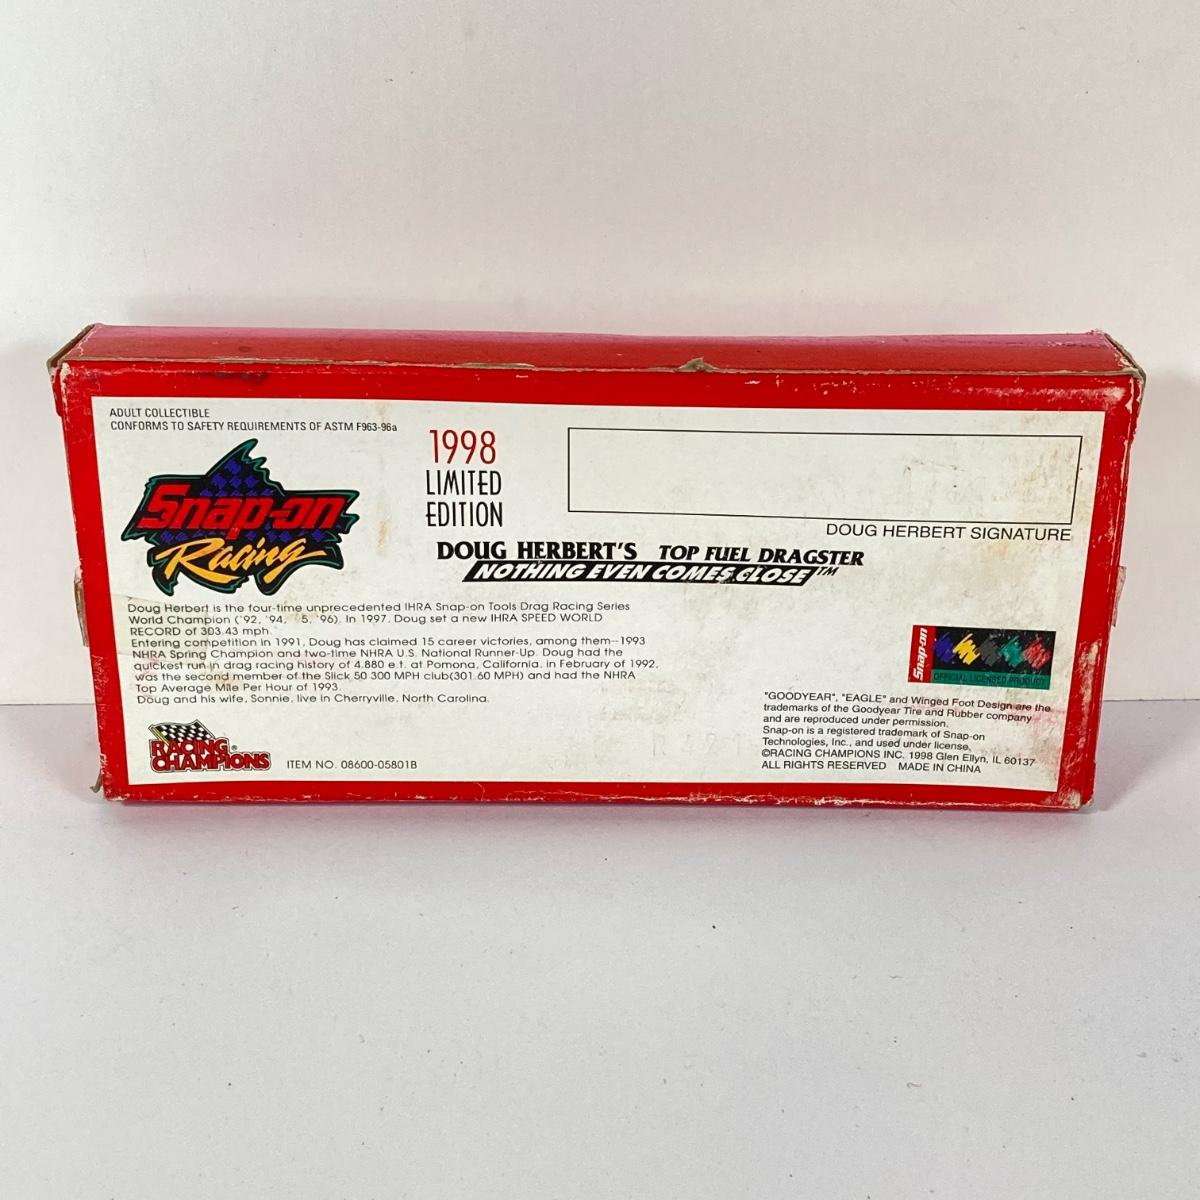 ADULT COLLECTIBLE
CONFORMS TO SAFETY REQUIREMENTS OF ASTM F963-96a
Snap-on
Racing
1998
LIMITED
EDITION
DOUG HERBERT SIGNATURE
DOUG HERBERT'S TOP FUEL DRAGSTER
NOTHING EVEN COMES CLOSE™
Doug Herbert is the four-time unprecedented IHRA Snap-on Tools Drag Racing Series
World Champion ('92, '94, 5, '96). In 1997, Doug set a new IHRA SPEED WORLD
RECORD of 303.43 mph.
Entering competition in 1991, Doug has claimed 15 career victories, among them--1993
NHRA Spring Champion and two-time NHRA U.S. National Runner-Up. Doug had the
quickest run in drag racing history of 4.880 e.t. at Pomona, California, in February of 1992,
was the second member of the Slick 50 300 MPH club(301.60 MPH) and had the NHRA
Top Average Mile Per Hour of 1993.
Doug and his wife, Sonnie, live in Cherryville, North Carolina.
Snap-on
OFFICIAL LICENSED PRODUCT
"GOODYEAR", "EAGLE" and Winged Foot Design are the
trademarks of the Goodyear Tire and Rubber company
and are reproduced under permission.
Snap-on is a registered trademark of Snap-on
Technologies, Inc., and used under license.
©RACING CHAMPIONS INC. 1998 Glen Ellyn, IL 60137
ALL RIGHTS RESERVED MADE IN CHINA
RACING
CHAMPIONS®
ITEM NO. 08600-05801B